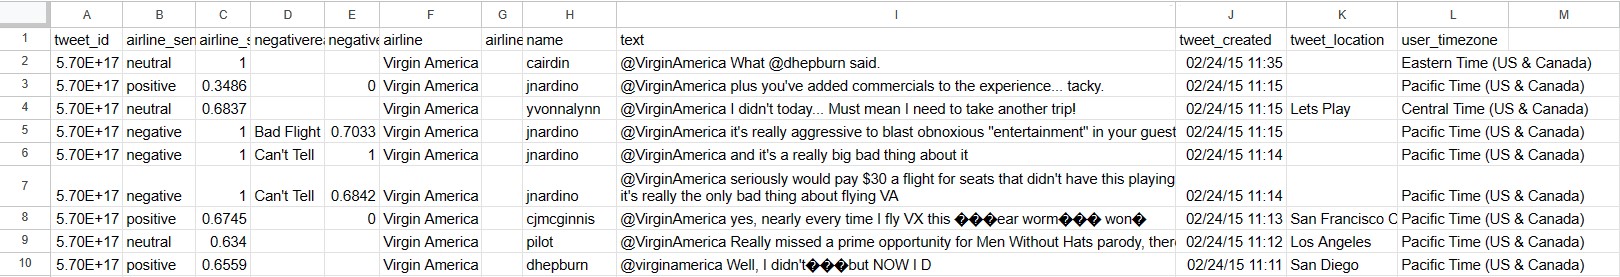 A B C D E F G H I J K L M
1 tweet_id airline_sen airline_s negativerea negative airline airline name text tweet_created tweet_location user_timezone
2 5.70E+17 neutral 1 Virgin America cairdin @VirginAmerica What @dhepburn said. 02/24/15 11:35 Eastern Time (US & Canada)
3 5.70E+17 positive 0.3486 0 Virgin America jnardino @VirginAmerica plus you've added commercials to the experience... tacky. 02/24/15 11:15 Pacific Time (US & Canada)
4 5.70E+17 neutral 0.6837 Virgin America yvonnalynn @VirginAmerica I didn't today... Must mean I need to take another trip! 02/24/15 11:15 Lets Play Central Time (US & Canada)
5 5.70E+17 negative 1 Bad Flight 0.7033 Virgin America jnardino @VirginAmerica it's really aggressive to blast obnoxious "entertainment" in your guest 02/24/15 11:15 Pacific Time (US & Canada)
6 5.70E+17 negative 1 Can't Tell 1 Virgin America jnardino @VirginAmerica and it's a really big bad thing about it 02/24/15 11:14 Pacific Time (US & Canada)
@VirginAmerica seriously would pay $30 a flight for seats that didn't have this playing
7 5.70E+17 negative 1 Can't Tell 0.6842 Virgin America jnardino it's really the only bad thing about flying VA 02/24/15 11:14 Pacific Time (US & Canada)
8 5.70E+17 positive 0.6745 0 Virgin America cjmcginnis @VirginAmerica yes, nearly every time I fly VX this ���ear worm��� won� 02/24/15 11:13 San Francisco C Pacific Time (US & Canada)
9 5.70E+17 neutral 0.634 Virgin America pilot @VirginAmerica Really missed a prime opportunity for Men Without Hats parody, ther 02/24/15 11:12 Los Angeles Pacific Time (US & Canada)
10 5.70E+17 positive 0.6559 Virgin America dhepburn @virginamerica Well, I didn't���but NOW I D 02/24/15 11:11 San Diego Pacific Time (US & Canada)